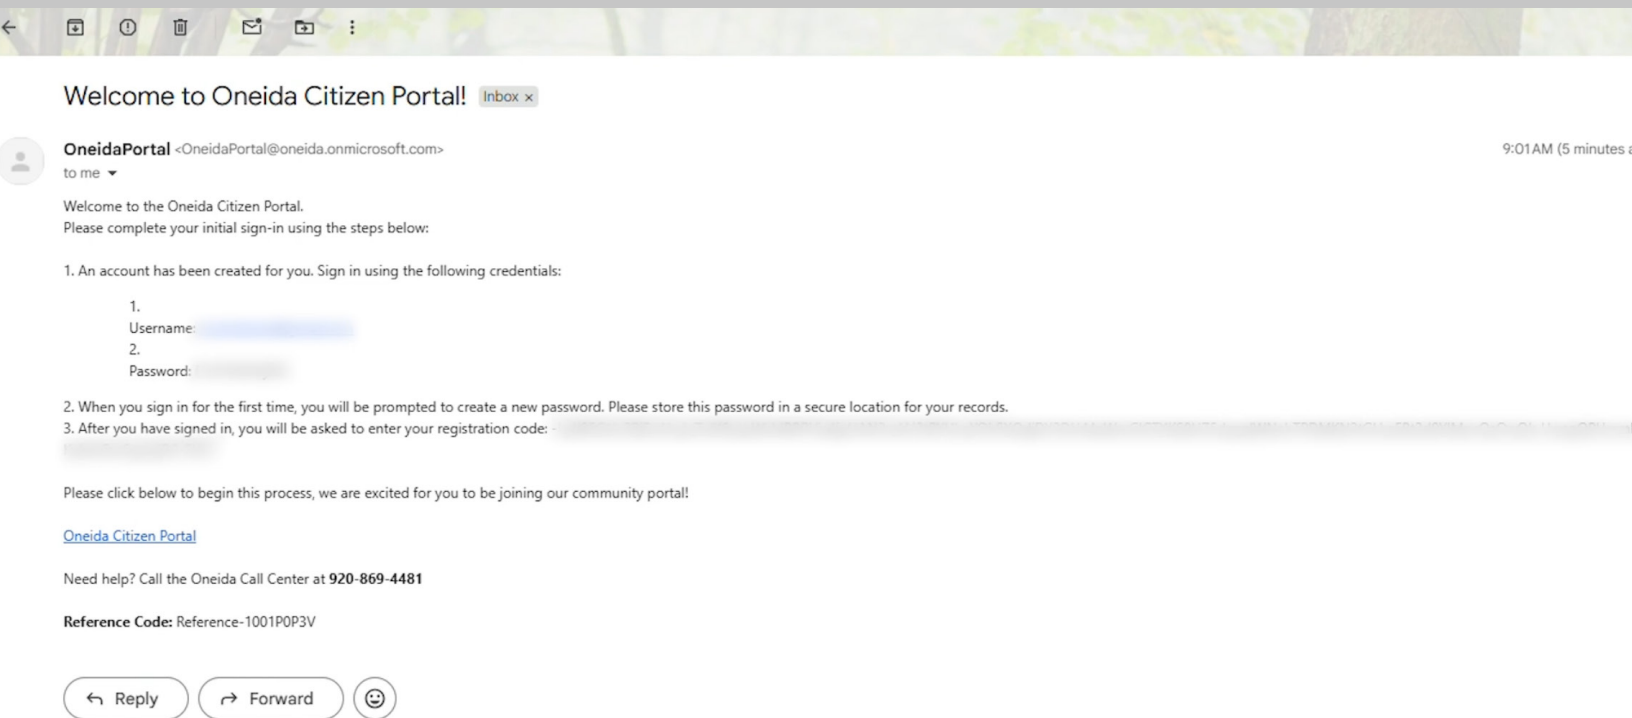 Welcome to Oneida Citizen Portal! Inbox ×
OneidaPortal <OneidaPortal@oneida.onmicrosoft.com>
9:01 AM (5 minutes a
to me
Welcome to the Oneida Citizen Portal.
Please complete your initial sign-in using the steps below:
1. An account has been created for you. Sign in using the following credentials:
1.
Username:
2.
Password:
2. When you sign in for the first time, you will be prompted to create a new password. Please store this password in a secure location for your records.
3. After you have signed in, you will be asked to enter your registration code:
Please click below to begin this process, we are excited for you to be joining our community portal!
Oneida Citizen Portal
Need help? Call the Oneida Call Center at 920-869-4481
Reference Code: Reference-1001P0P3V
Reply Forward